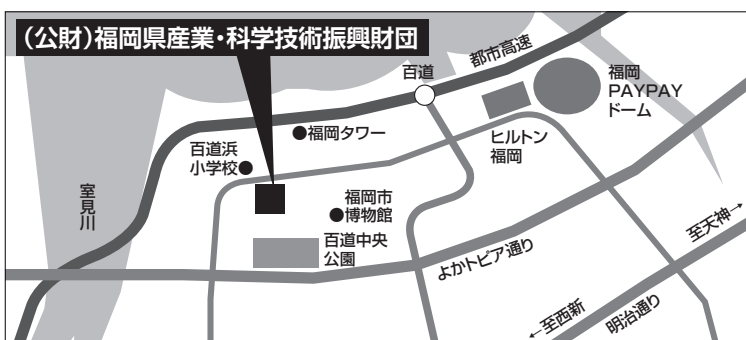 (公財)福岡県産業・科学技術振興財団
百道
都市高速
福岡
PAYPAY
ドーム
●福岡タワー
ヒルトン
福岡
百道浜
小学校●
室見川
福岡市
●博物館
百道中央
公園
よかトピア通り
至天神→
←至西新
明治通り